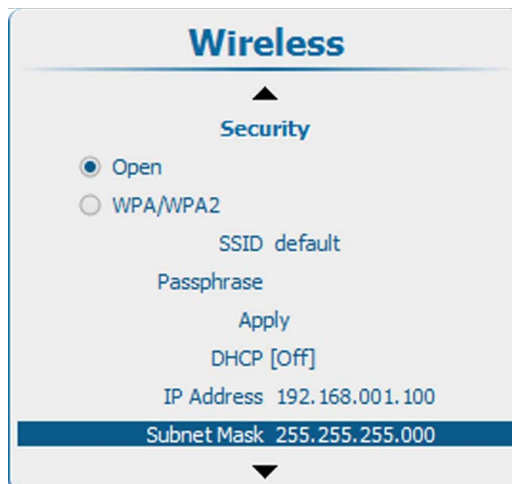 Wireless
Security
Open
WPA/WPA2
SSID default
Passphrase
Apply
DHCP [Off]
IP Address 192.168.001.100
Subnet Mask 255.255.255.000